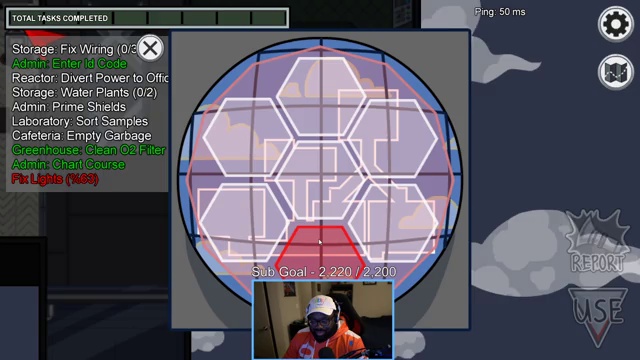 TOTAL TASKS COMPLETED
Ping: 50 ms
Storage: Fix Wiring (0/3
Admin: Enter Id Code
Reactor: Divert Power to Offic
Storage: Water Plants (0/2)
Admin: Prime Shields
Laboratory: Sort Samples
Cafeteria: Empty Garbage
Greenhouse: Clean O2 Filter
Admin: Chart Course
Fix Lights (%63)
REPORT
USE
Sub Goal - 2,220 / 2,200